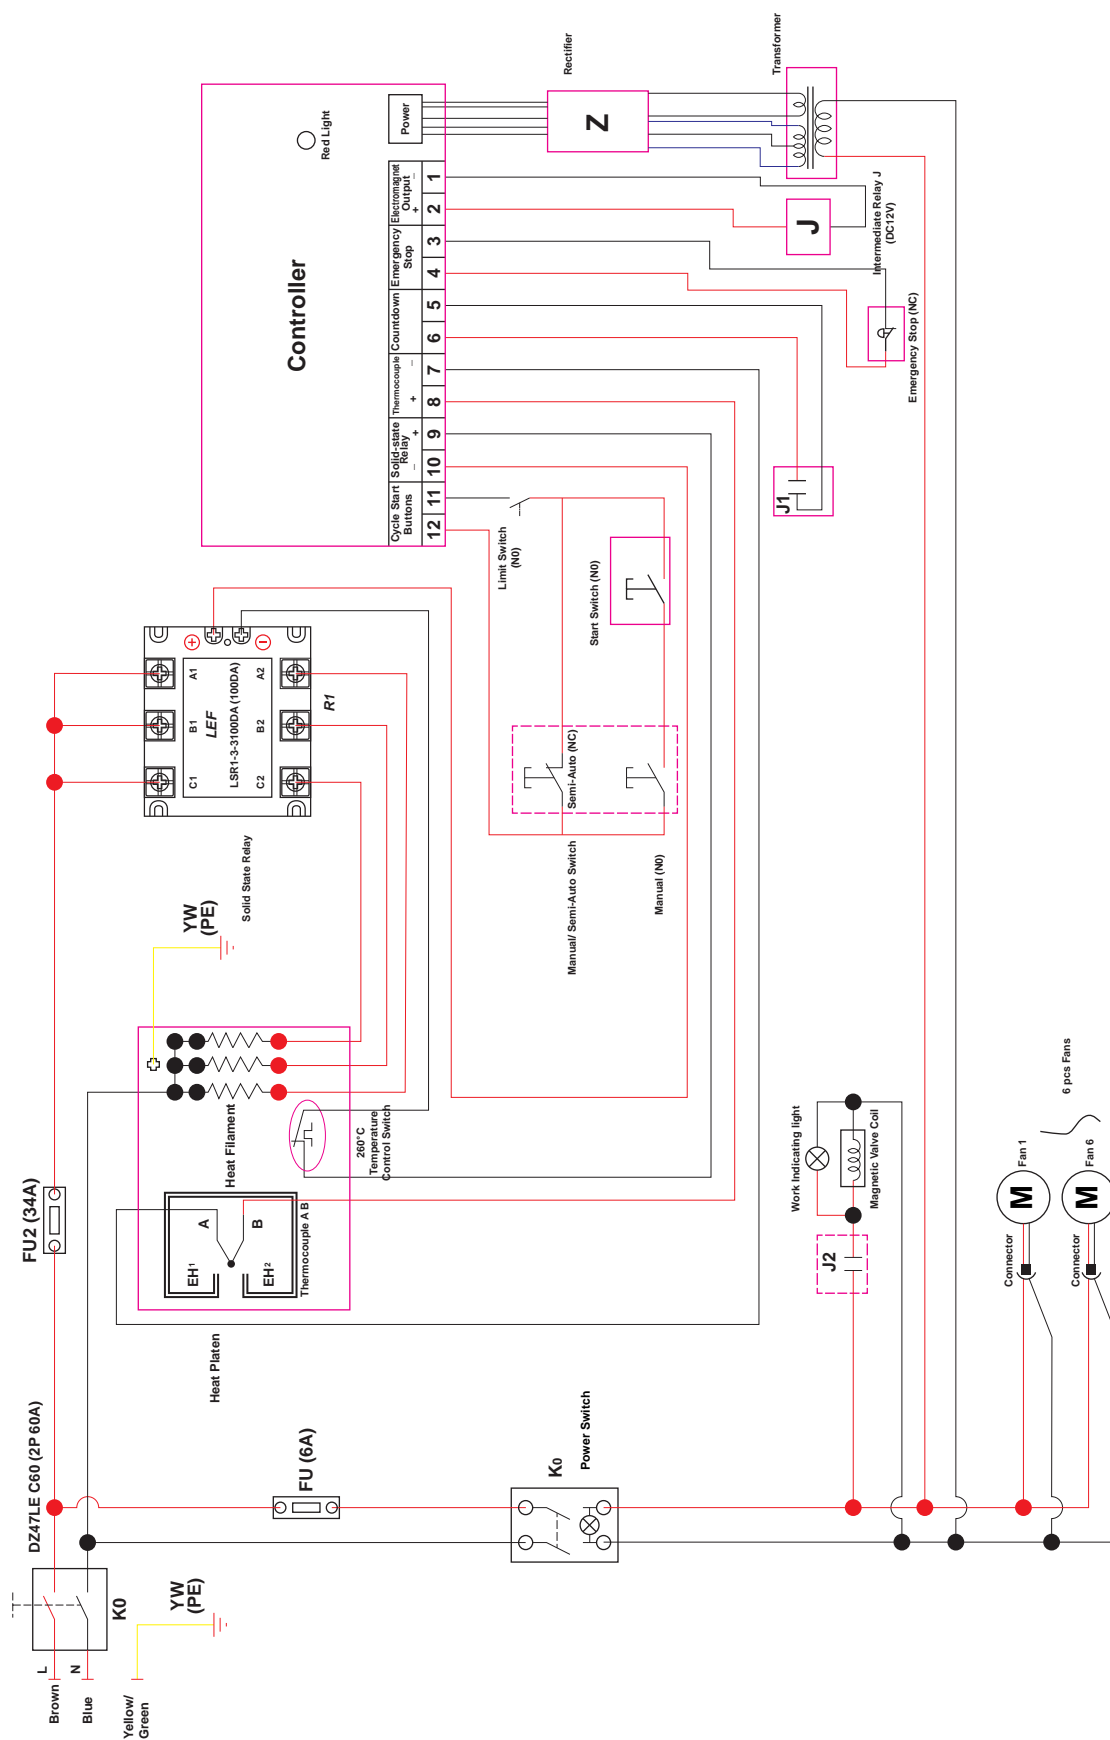 Brown
Blue
Yellow/
Green
L
N
K0
DZ47LE C60 (2P 60A)
YW
(PE)
FU2 (34A)
FU (6A)
K0
Power Switch
Heat Platen
EH1
EH2
A
B
Thermocouple A B
Heat Filament
260°C
Temperature
Control Switch
YW
(PE)
Solid State Relay
C1
B1
A1
LEF
LSR1-3-3100DA (100DA)
C2
B2
A2
R1
Controller
Red Light
Cycle Start
Buttons
Solid-state
Relay
– +
Thermocouple
+ –
Countdown
Emergency
Stop
Electromagnet
Output
+ –
Power
12
11
10
9
8
7
6
5
4
3
2
1
Limit Switch
(N0)
Start Switch (N0)
Semi-Auto (NC)
Manual/ Semi-Auto Switch
Manual (N0)
Rectifier
Z
Transformer
J
Intermediate Relay J
(DC12V)
Emergency Stop (NC)
J1
J2
Work Indicating light
Magnetic Valve Coil
6 pcs Fans
Connector
M
Fan 1
Connector
M
Fan 6